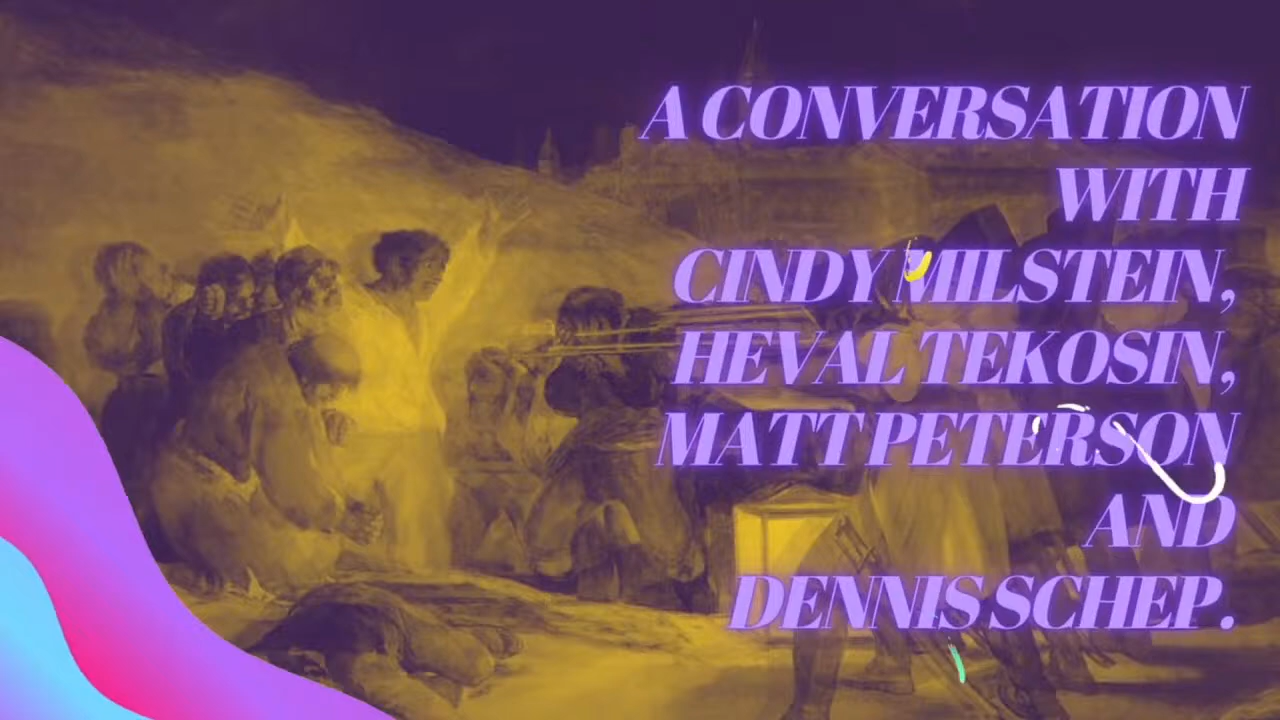 A CONVERSATION
WITH
CINDY MILSTEIN,
HEVAL TEKOSIN,
MATT PETERSON
AND
DENNIS SCHEP.